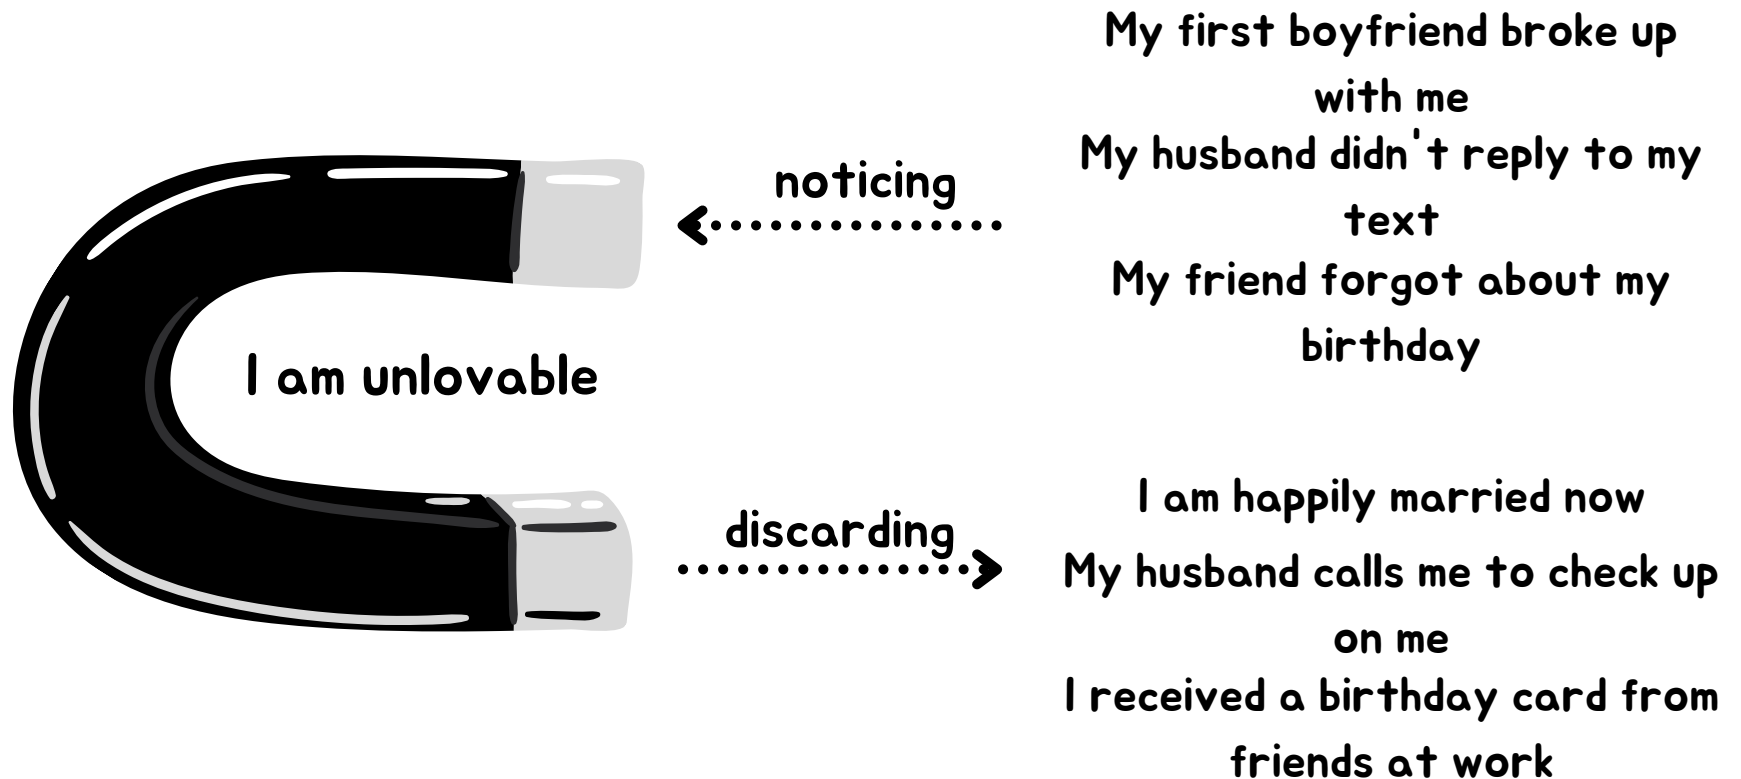 My first boyfriend broke up
with me
My husband didn't reply to my
text
My friend forgot about my
birthday
noticing
I am unlovable
discarding
I am happily married now
My husband calls me to check up
on me
I received a birthday card from
friends at work